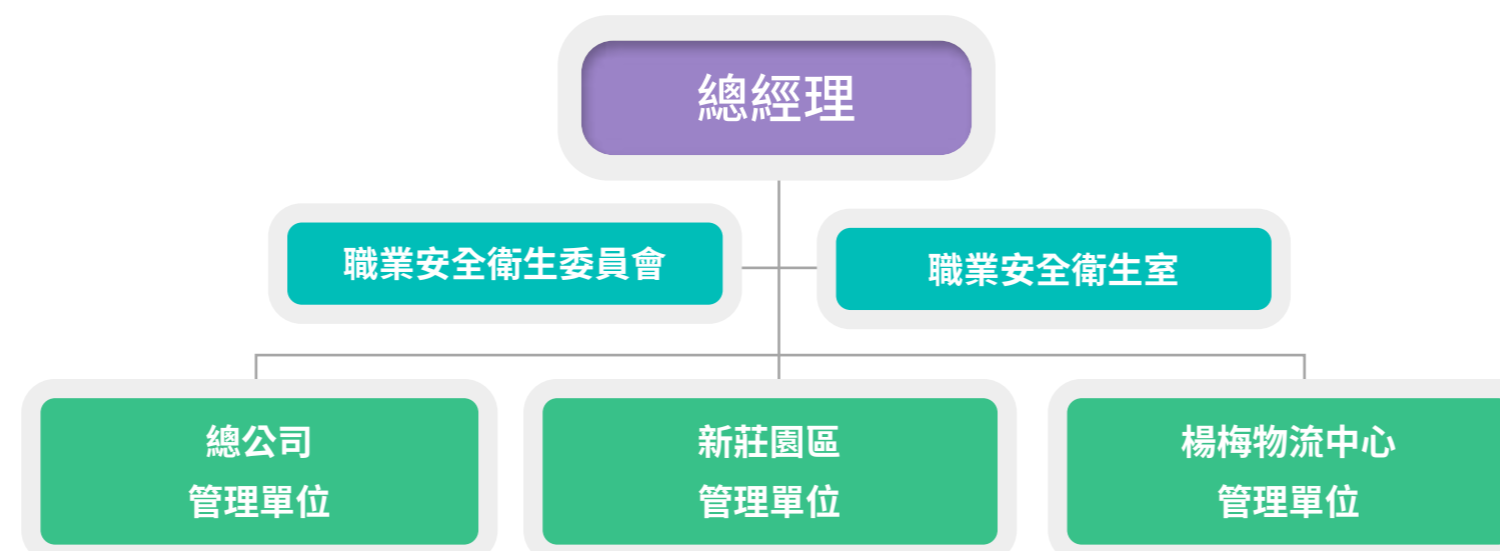 總經理
職業安全衛生委員會
職業安全衛生室
總公司
管理單位
新莊園區
管理單位
楊梅物流中心
管理單位